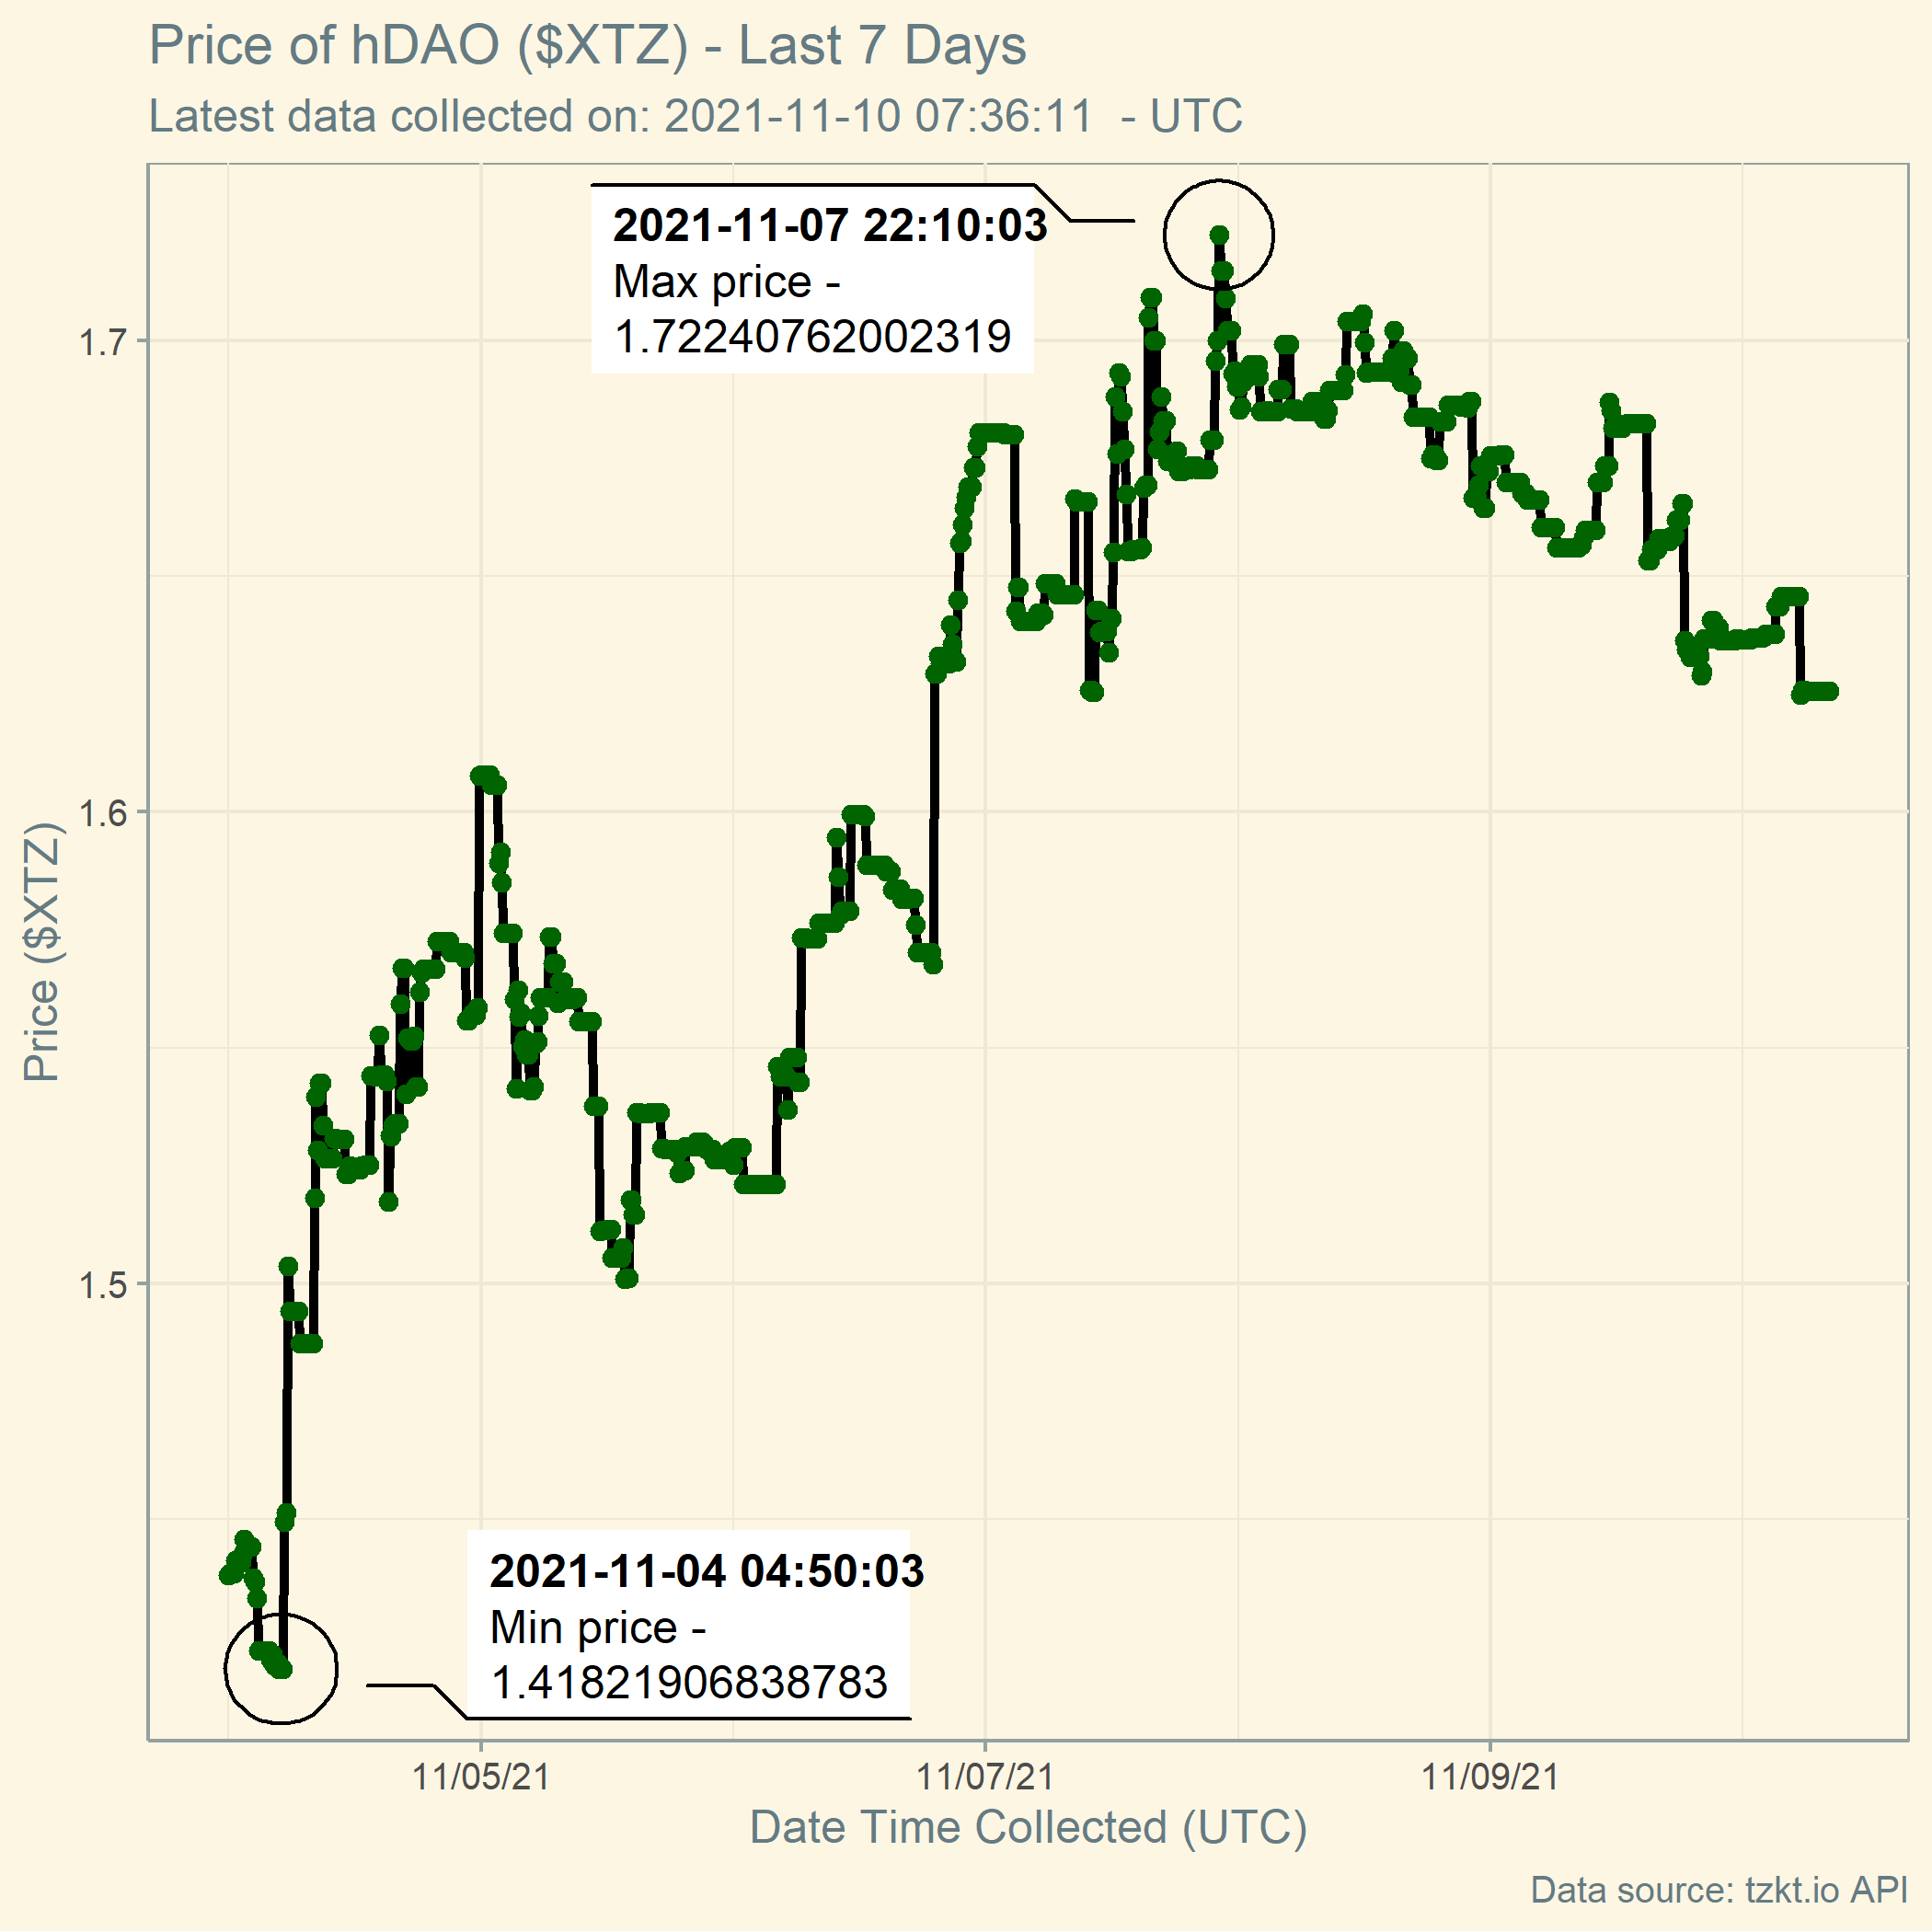 Price of hDAO ($XTZ) - Last 7 Days
Latest data collected on: 2021-11-10 07:36:11  - UTC
2021-11-07 22:10:03
Max price -
1.72240762002319
1.7
1.6
1.5
Price ($XTZ)
2021-11-04 04:50:03
Min price -
1.41821906838783
11/05/21
11/07/21
11/09/21
Date Time Collected (UTC)
Data source: tzkt.io API